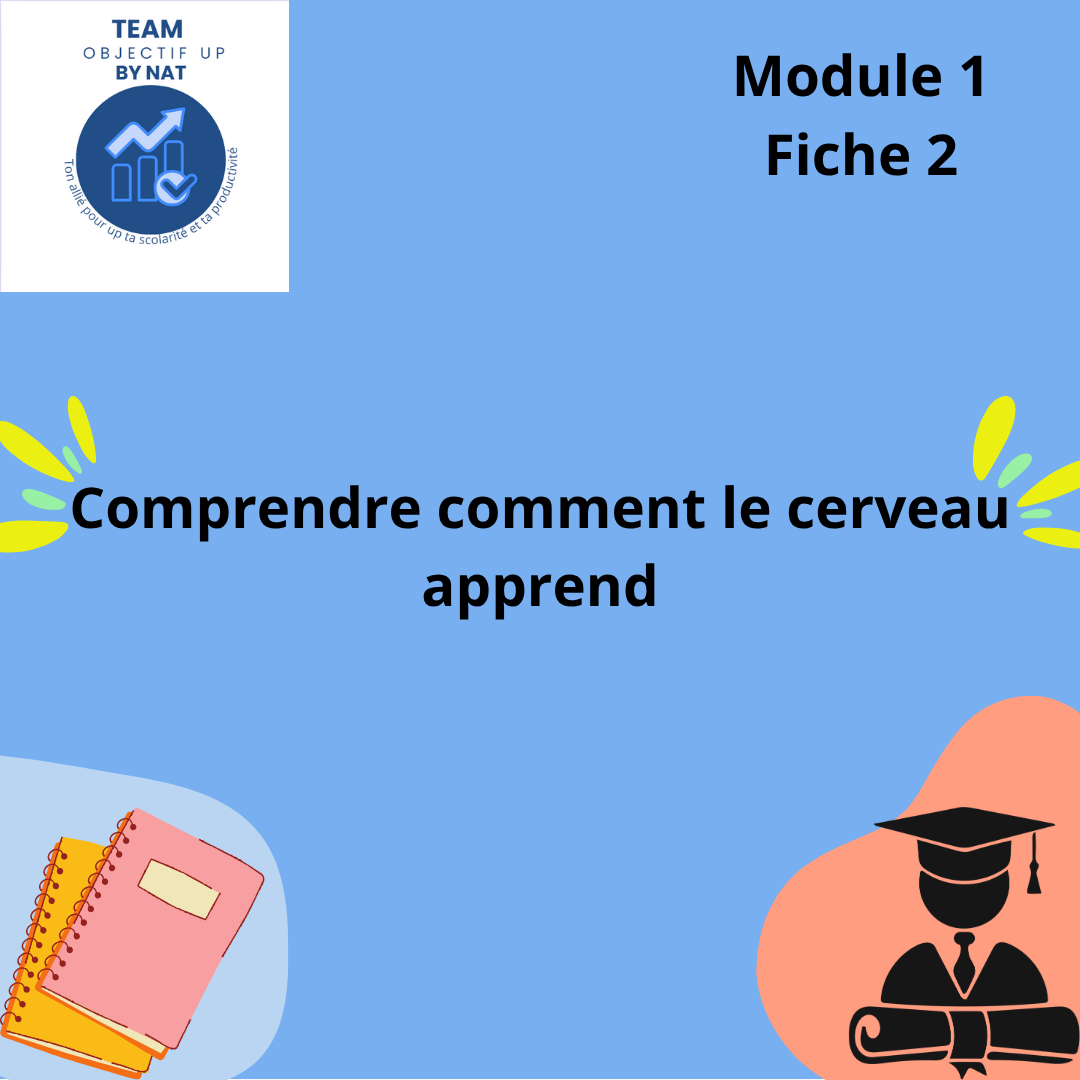 TEAM
OBJECTIF UP
BY NAT
Ton allié pour up ta scolarité et ta productivité
Module 1
Fiche 2
Comprendre comment le cerveau
apprend